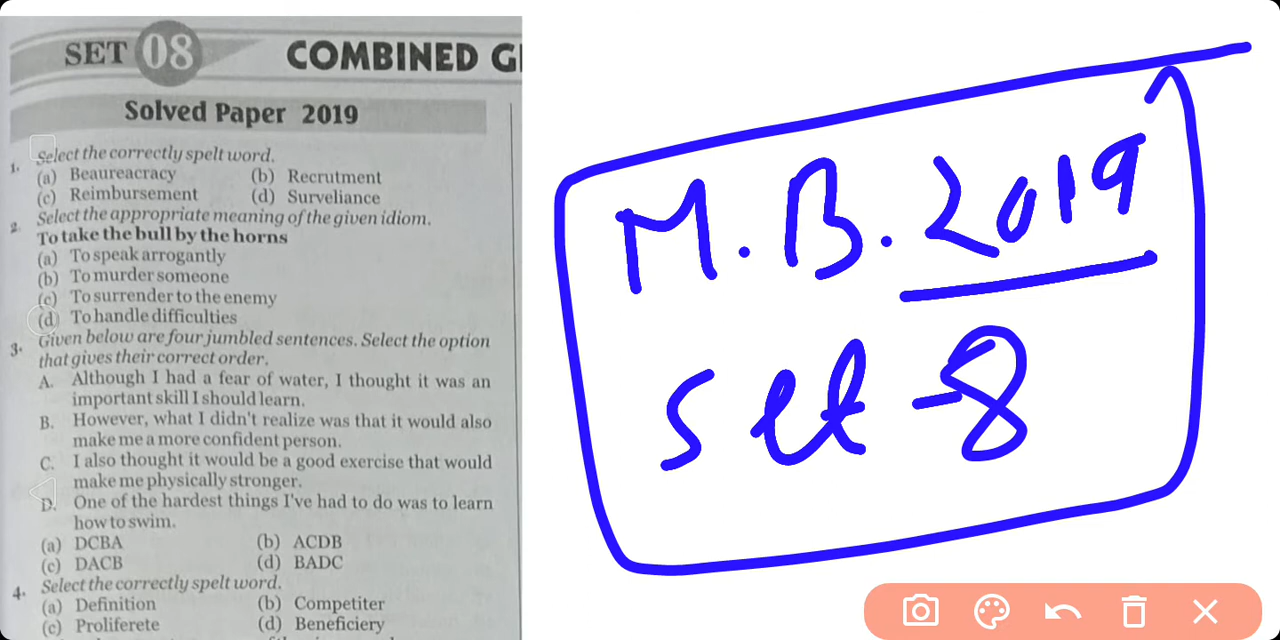 SET 08 COMBINED G
Solved Paper 2019
1. Select the correctly spelt word.
(a) Beaureacracy (b) Recrutment
(c) Reimbursement (d) Surveliance
2. Select the appropriate meaning of the given idiom.
To take the bull by the horns
(a) To speak arrogantly
(b) To murder someone
(c) To surrender to the enemy
(d) To handle difficulties
3. Given below are four jumbled sentences. Select the option
that gives their correct order.
A. Although I had a fear of water, I thought it was an
important skill I should learn.
B. However, what I didn't realize was that it would also
make me a more confident person.
C. I also thought it would be a good exercise that would
make me physically stronger.
D. One of the hardest things I've had to do was to learn
how to swim.
(a) DCBA (b) ACDB
(c) DACB (d) BADC
4. Select the correctly spelt word.
(a) Definition (b) Competiter
(c) Proliferete (d) Beneficiery
M.B. 2019
Set-8